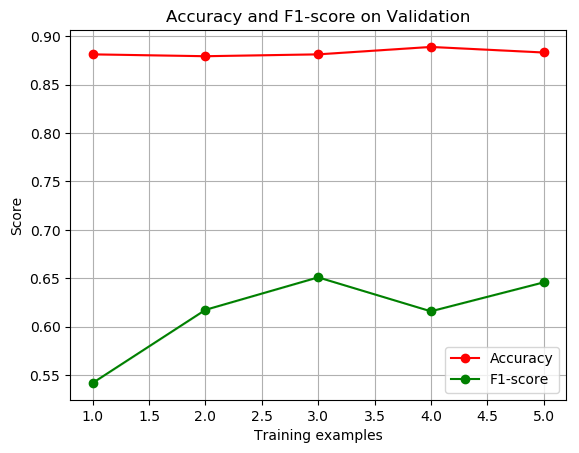 Accuracy and F1-score on Validation
0.90
0.85
0.80
0.75
0.70
0.65
0.60
0.55
Score
1.0 1.5 2.0 2.5 3.0 3.5 4.0 4.5 5.0
Training examples
Accuracy
F1-score